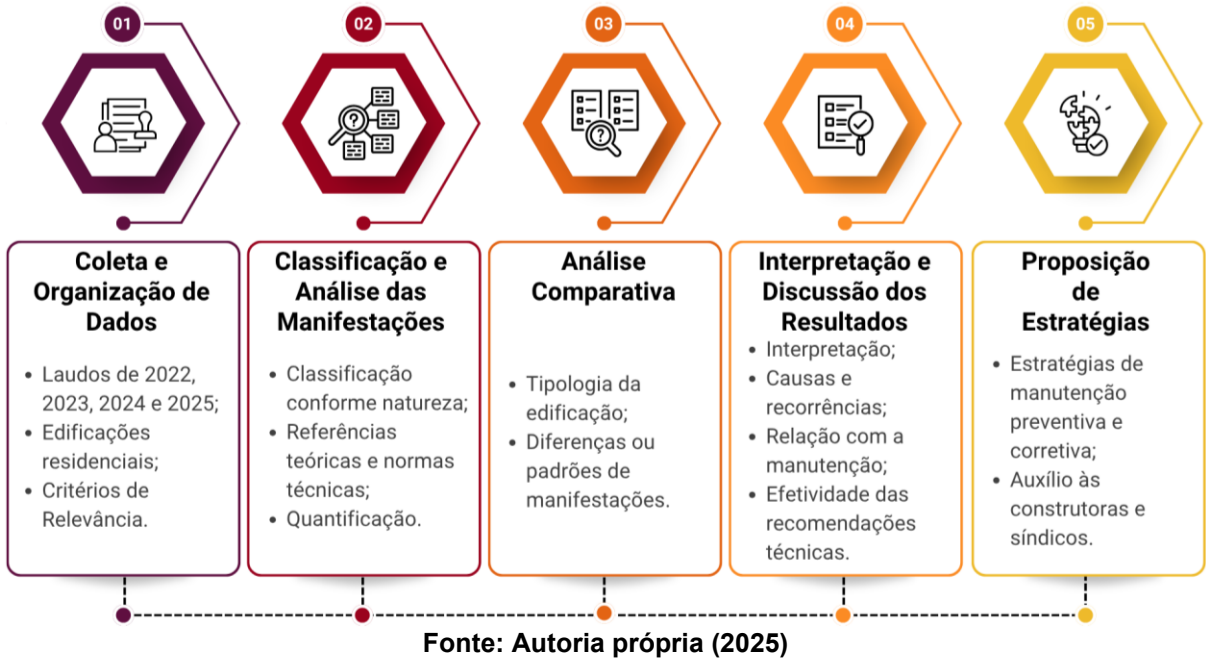 01
02
03
04
05
Coleta e
Organização de
Dados
• Laudos de 2022,
2023, 2024 e 2025;
• Edificações
residenciais;
• Critérios de
Relevância.
Classificação e
Análise das
Manifestações
• Classificação
conforme natureza;
• Referências
teóricas e normas
técnicas;
• Quantificação.
Análise
Comparativa
• Tipologia da
edificação;
• Diferenças ou
padrões de
manifestações.
Interpretação e
Discussão dos
Resultados
• Interpretação;
• Causas e
recorrências;
• Relação com a
manutenção;
• Efetividade das
recomendações
técnicas.
Proposição
de
Estratégias
• Estratégias de
manutenção
preventiva e
corretiva;
• Auxílio às
construtoras e
síndicos.
Fonte: Autoria própria (2025)